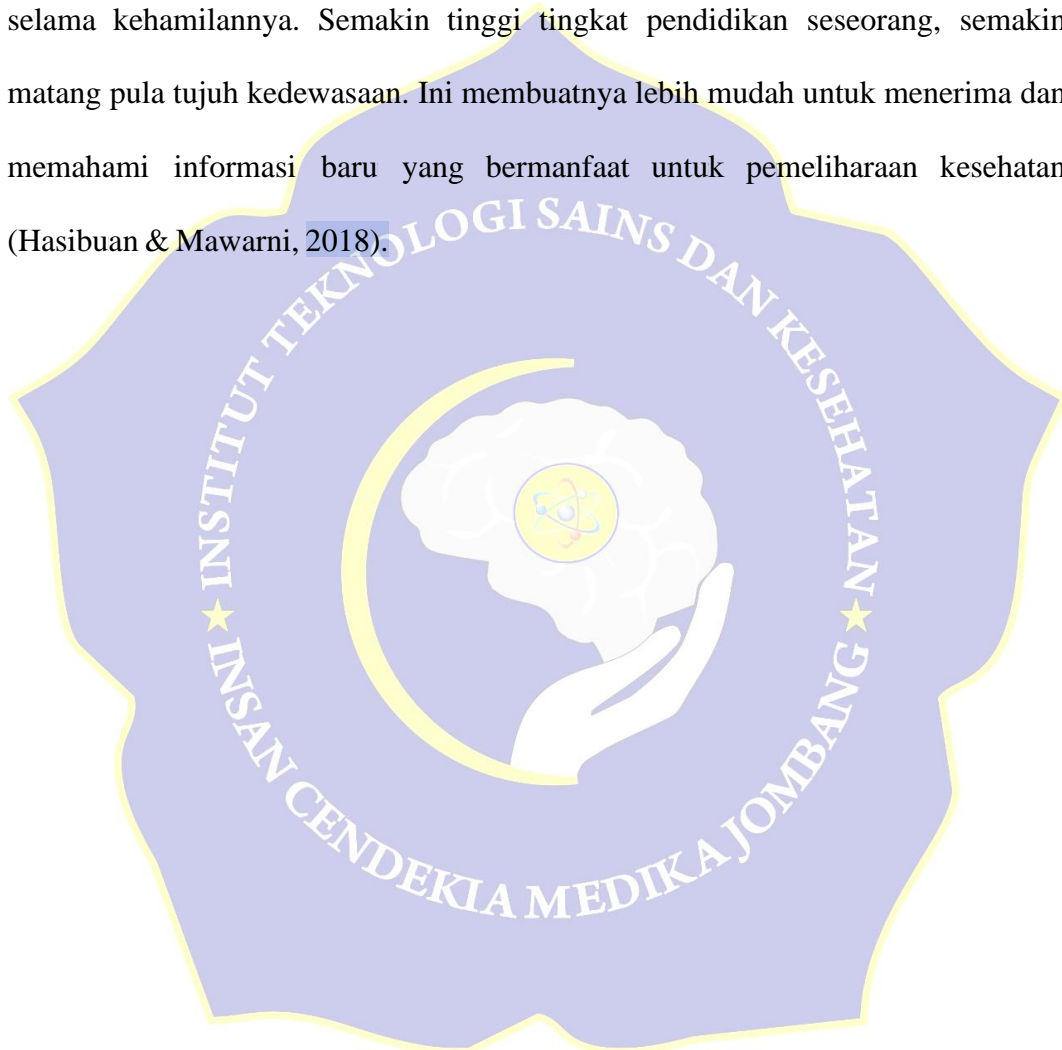 selama kehamilannya. Semakin tinggi tingkat pendidikan seseorang, semakin
matang pula tujuh kedewasaan. Ini membuatnya lebih mudah untuk menerima dan
memahami informasi baru yang bermanfaat untuk pemeliharaan kesehatan
(Hasibuan & Mawarni, 2018).
INSTITUT TEKNOLOGI SAINS DAN KESEHATAN
INSAN CENDEKIA MEDIKA JOMBANG